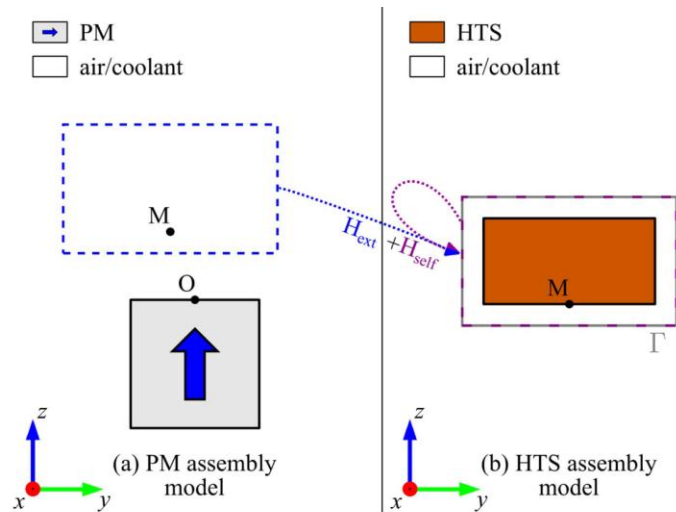 PM
air/coolant
M
O
z
x
y
(a) PM assembly
model
HTS
air/coolant
H_ext +H_self
M
Γ
z
x
y
(b) HTS assembly
model